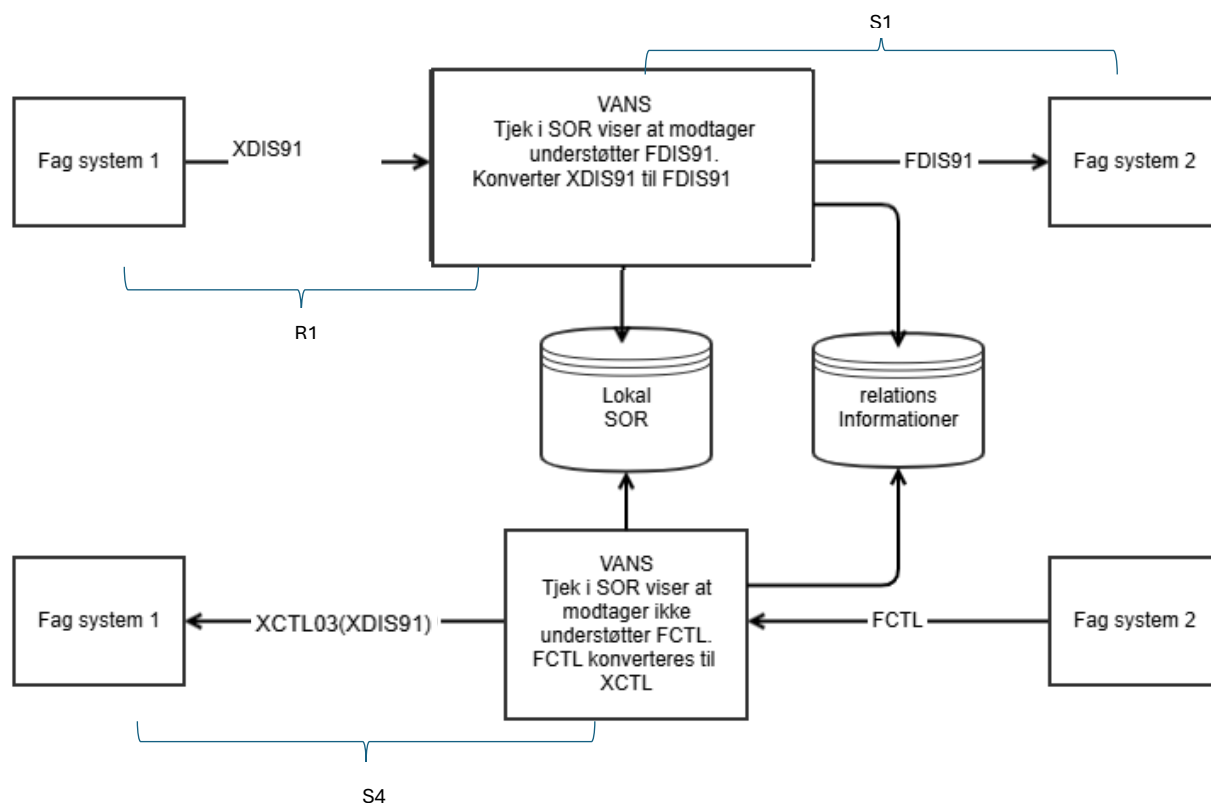 S1
VANS
Tjek i SOR viser at modtager
understøtter FDIS91.
Konverter XDIS91 til FDIS91
Fag system 1
XDIS91
FDIS91
Fag system 2
R1
Lokal
SOR
relations
Informationer
VANS
Tjek i SOR viser at
modtager ikke
understøtter FCTL.
FCTL konverteres til
XCTL
Fag system 1
XCTL03(XDIS91)
FCTL
Fag system 2
S4